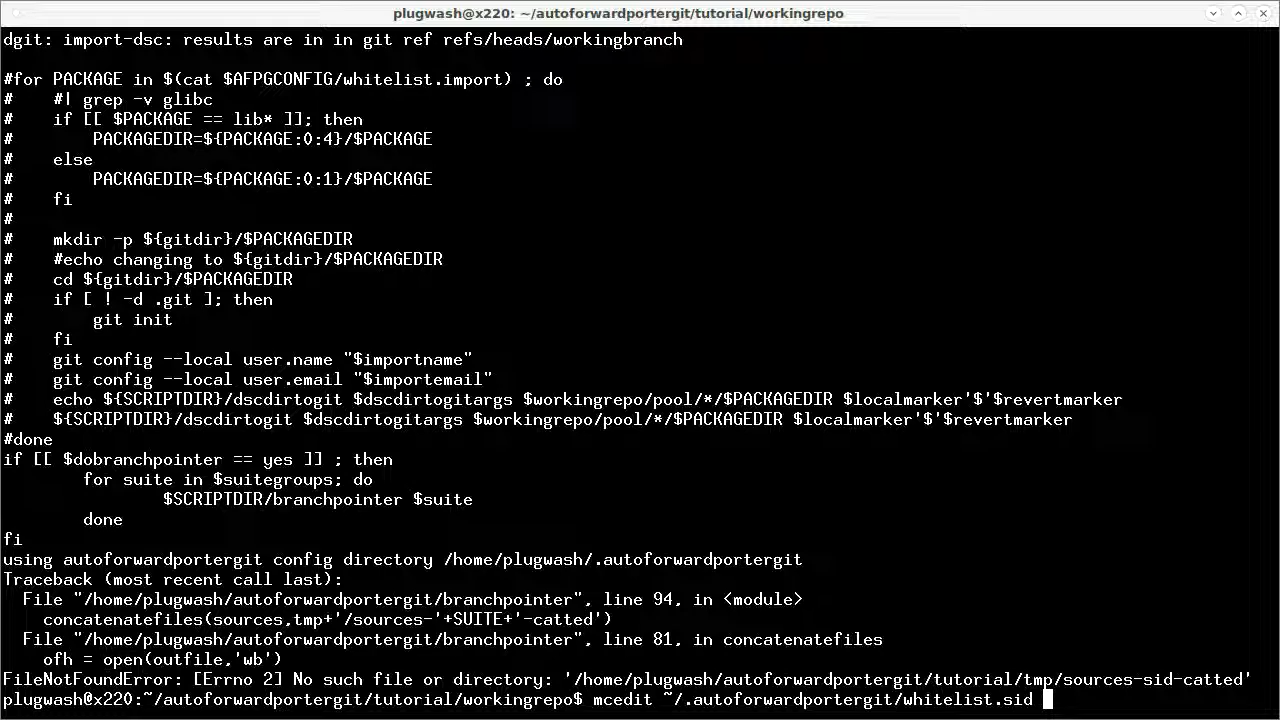 plugwash@x220: ~/autoforwardportergit/tutorial/workingrepo
dgit: import-dsc: results are in in git ref refs/heads/workingbranch

#for PACKAGE in $(cat $AFPGCONFIG/whitelist.import) ; do
#    #| grep -v glibc
#    if [[ $PACKAGE == lib* ]]; then
#        PACKAGEDIR=${PACKAGE:0:4}/$PACKAGE
#    else
#        PACKAGEDIR=${PACKAGE:0:1}/$PACKAGE
#    fi
#
#    mkdir -p ${gitdir}/$PACKAGEDIR
#    #echo changing to ${gitdir}/$PACKAGEDIR
#    cd ${gitdir}/$PACKAGEDIR
#    if [ ! -d .git ]; then
#        git init
#    fi
#    git config --local user.name "$importname"
#    git config --local user.email "$importemail"
#    echo ${SCRIPTDIR}/dscdirtogit $dscdirtogitargs $workingrepo/pool/*/$PACKAGEDIR $localmarker'$'$revertmarker
#    ${SCRIPTDIR}/dscdirtogit $dscdirtogitargs $workingrepo/pool/*/$PACKAGEDIR $localmarker'$'$revertmarker
#done
if [[ $dobranchpointer == yes ]] ; then
        for suite in $suitegroups; do
                $SCRIPTDIR/branchpointer $suite
        done
fi
using autoforwardportergit config directory /home/plugwash/.autoforwardportergit
Traceback (most recent call last):
  File "/home/plugwash/autoforwardportergit/branchpointer", line 94, in <module>
    concatenatefiles(sources,tmp+'/sources-'+SUITE+'-catted')
  File "/home/plugwash/autoforwardportergit/branchpointer", line 81, in concatenatefiles
    ofh = open(outfile,'wb')
FileNotFoundError: [Errno 2] No such file or directory: '/home/plugwash/autoforwardportergit/tutorial/tmp/sources-sid-catted'
plugwash@x220:~/autoforwardportergit/tutorial/workingrepo$ mcedit ~/.autoforwardportergit/whitelist.sid